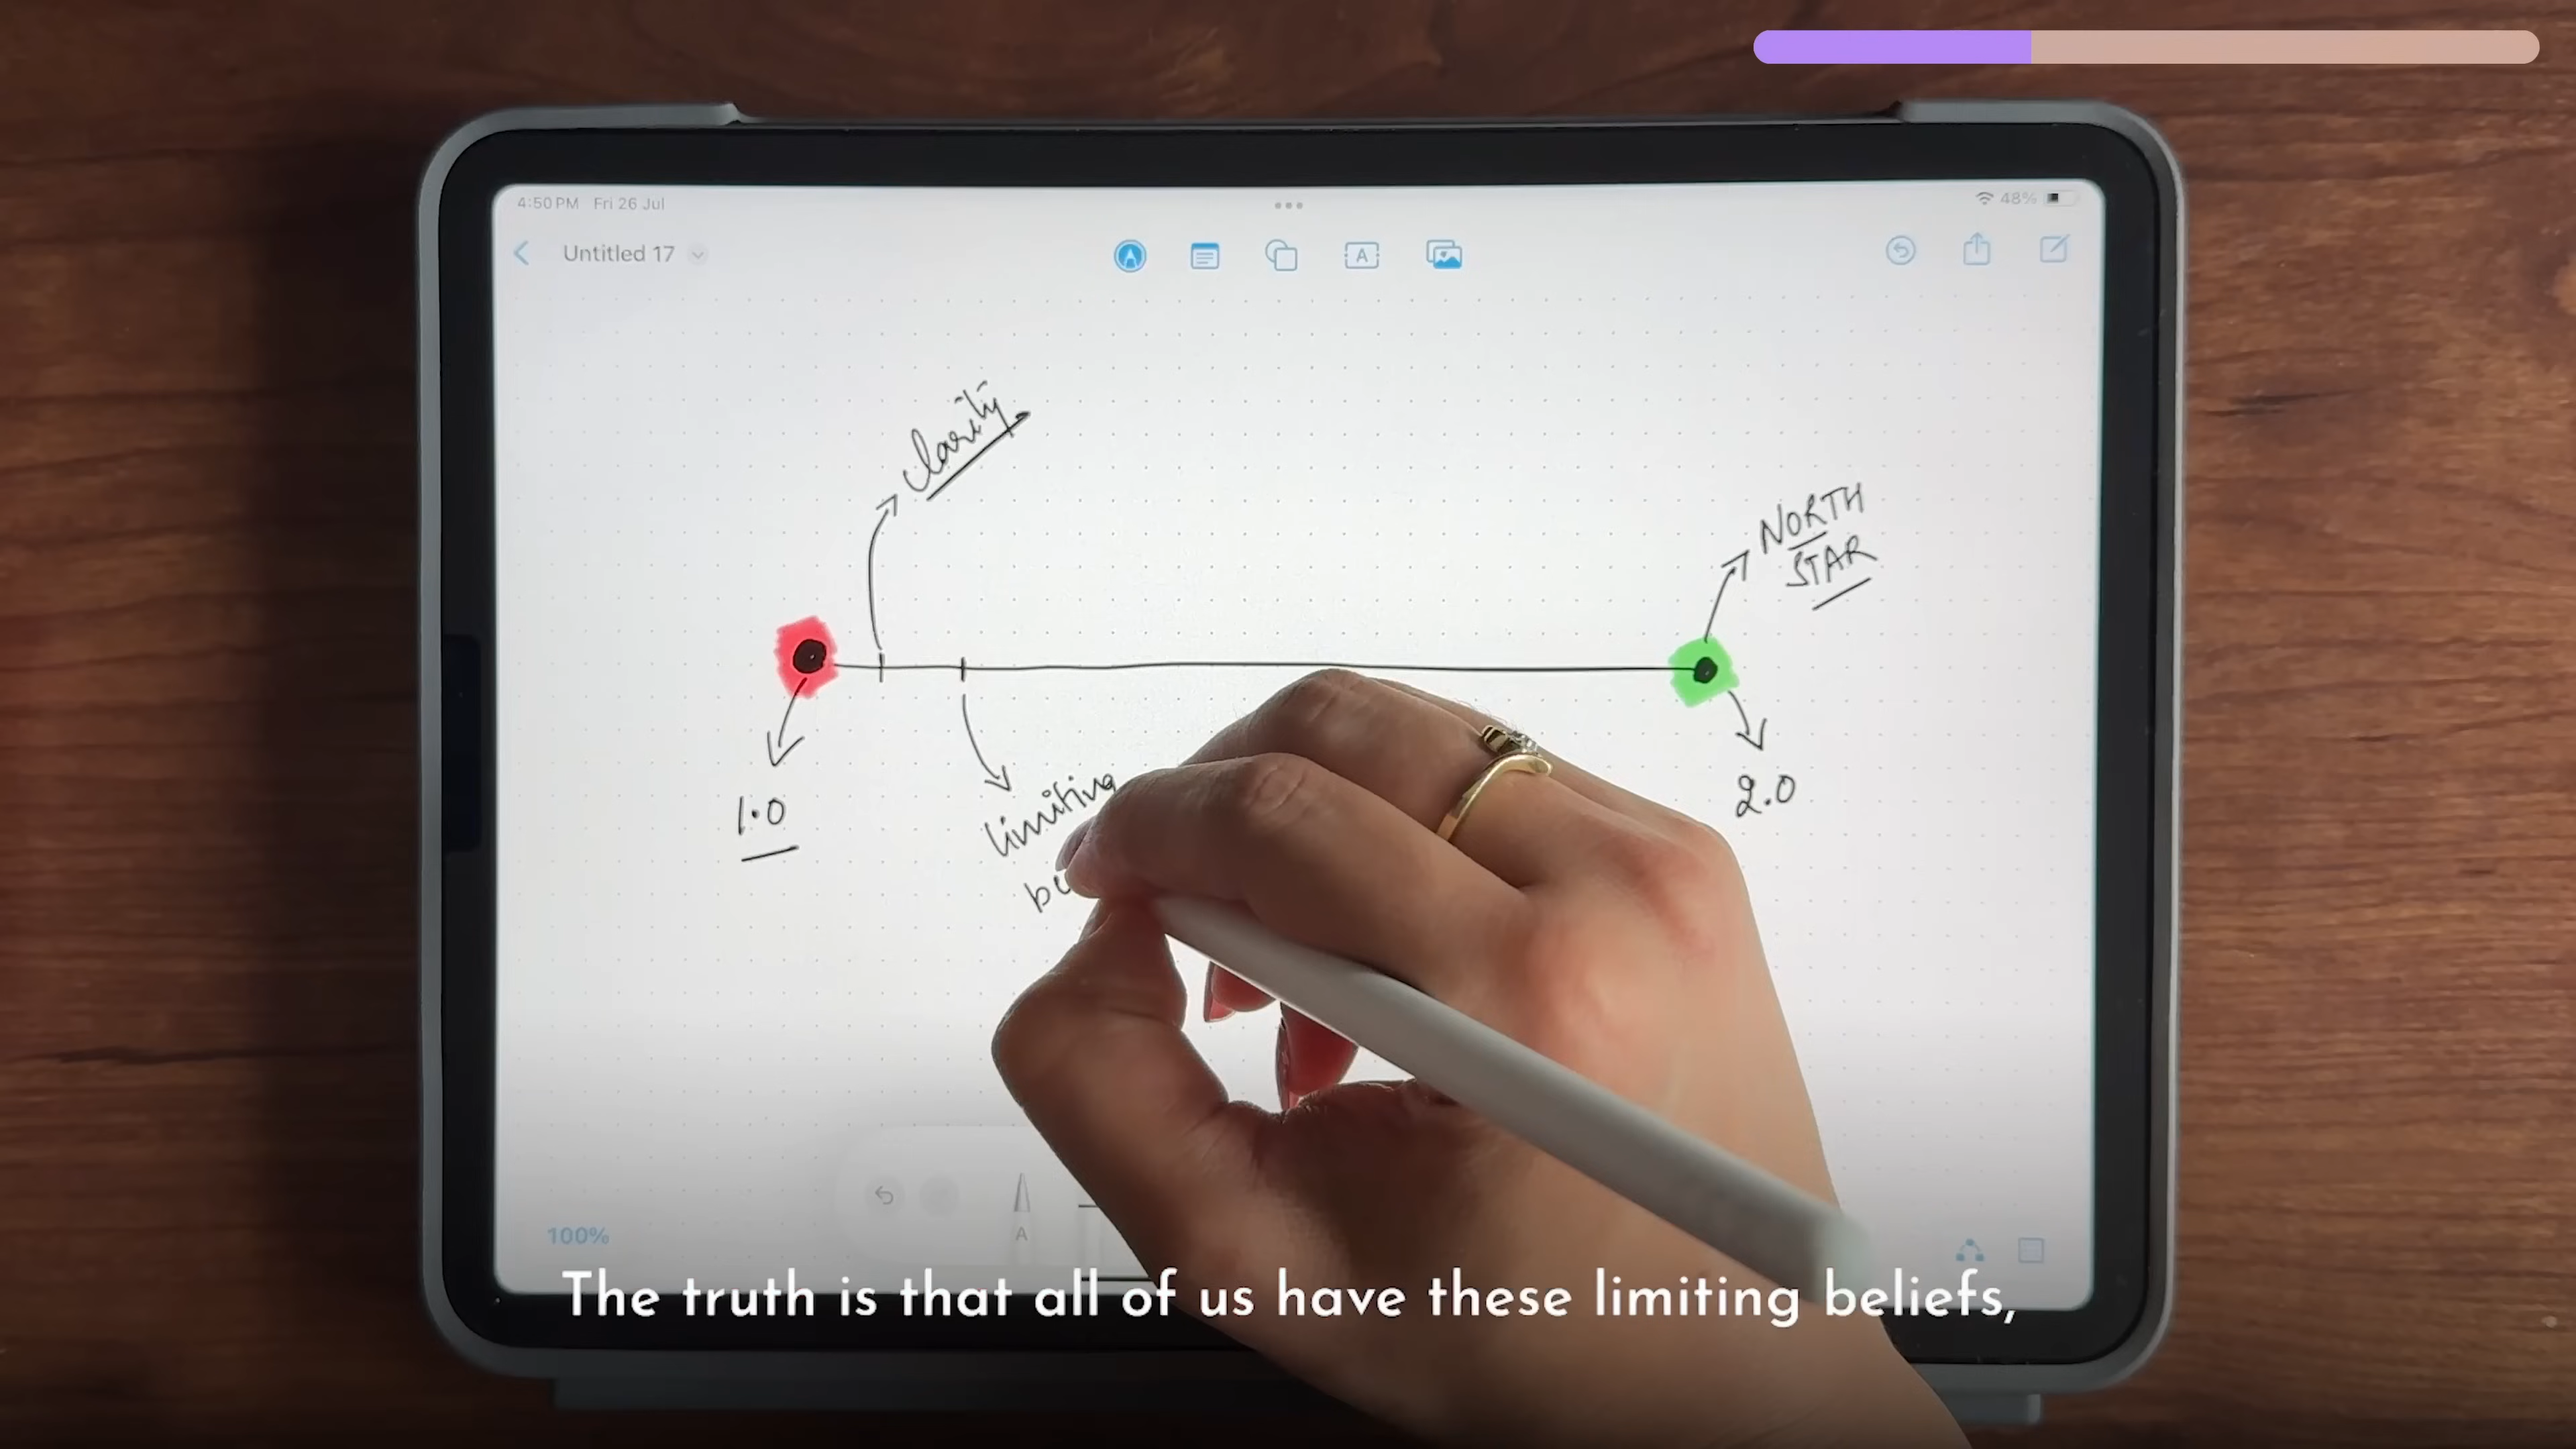 4:50 PM Fri 26 Jul
48%
Untitled 17
A
Clarity
NORTH
STAR
1.0
2.0
limiting
A
100%
The truth is that all of us have these limiting beliefs,